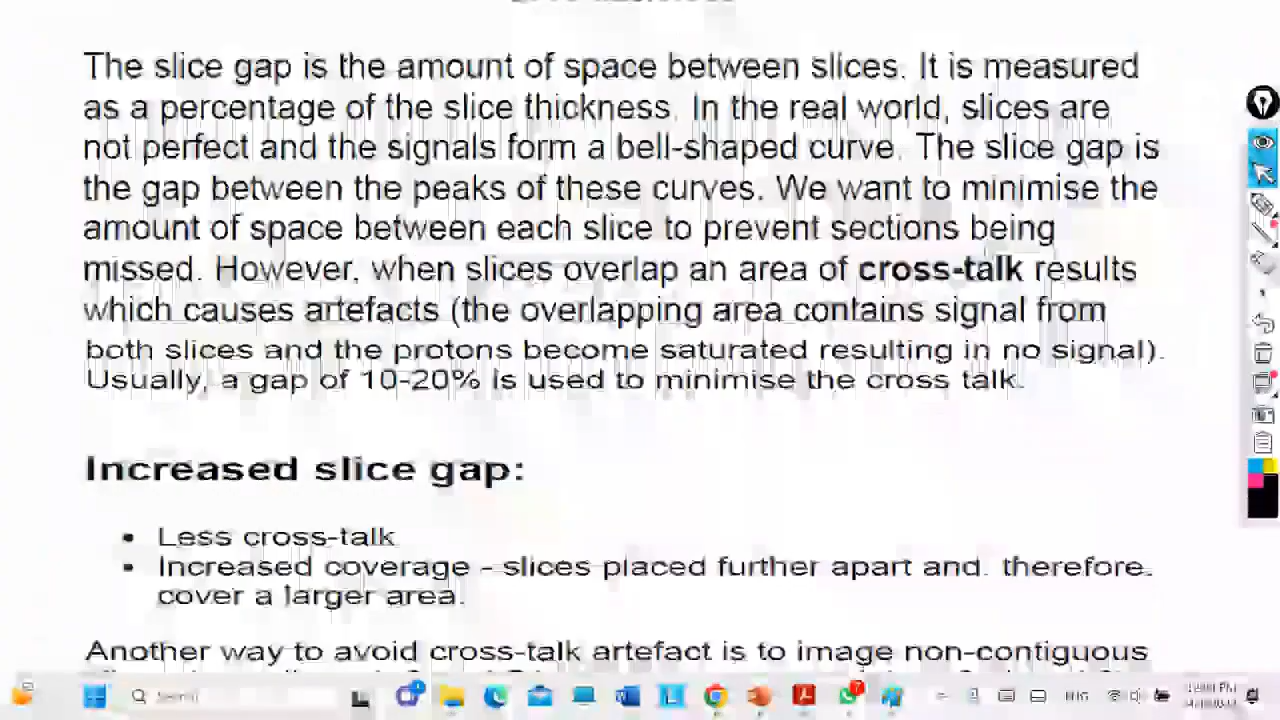 The slice gap is the amount of space between slices. It is measured
as a percentage of the slice thickness. In the real world, slices are
not perfect and the signals form a bell-shaped curve. The slice gap is
the gap between the peaks of these curves. We want to minimise the
amount of space between each slice to prevent sections being
missed. However, when slices overlap an area of cross-talk results
which causes artefacts (the overlapping area contains signal from
both slices and the protons become saturated resulting in no signal).
Usually, a gap of 10-20% is used to minimise the cross talk.
Increased slice gap:
• Less cross-talk
• Increased coverage - slices placed further apart and. therefore.
cover a larger area.
Another way to avoid cross-talk artefact is to image non-contiguous
Search
ENG